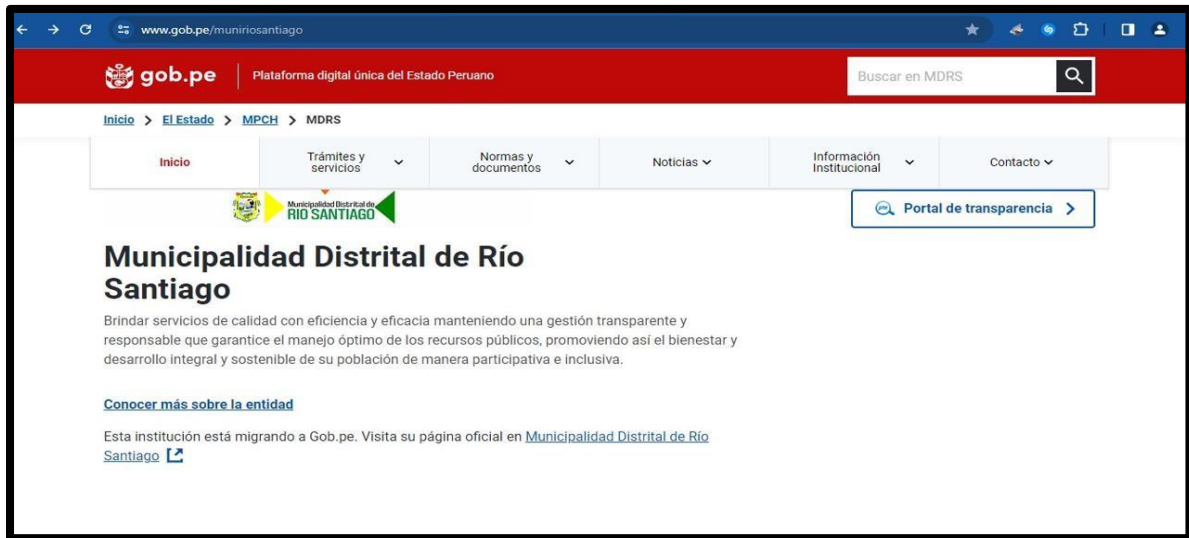 www.gob.pe/muniriosantiago
gob.pe
Plataforma digital única del Estado Peruano
Buscar en MDRS
Inicio > El Estado > MPCH > MDRS
Inicio
Trámites y
servicios
Normas y
documentos
Noticias
Información
Institucional
Contacto
Municipalidad Distrital de
RIO SANTIAGO
Portal de transparencia
Municipalidad Distrital de Río
Santiago
Brindar servicios de calidad con eficiencia y eficacia manteniendo una gestión transparente y
responsable que garantice el manejo óptimo de los recursos públicos, promoviendo así el bienestar y
desarrollo integral y sostenible de su población de manera participativa e inclusiva.
Conocer más sobre la entidad
Esta institución está migrando a Gob.pe. Visita su página oficial en Municipalidad Distrital de Río
Santiago